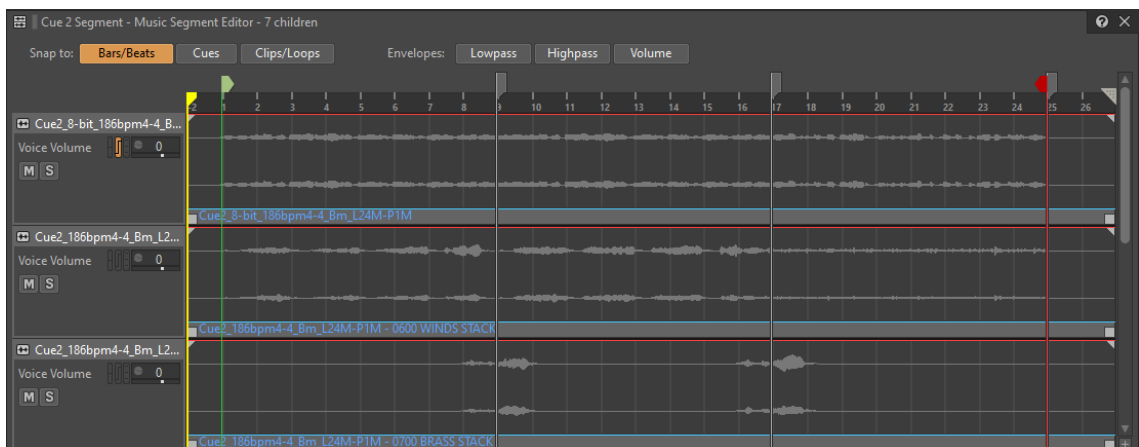 Cue 2 Segment - Music Segment Editor - 7 children
Snap to: Bars/Beats Cues Clips/Loops Envelopes: Lowpass Highpass Volume
-2 1 2 3 4 5 6 7 8 9 10 11 12 13 14 15 16 17 18 19 20 21 22 23 24 25 26
Cue2_8-bit_186bpm4-4_B...
Voice Volume 0
M S
Cue2_8-bit_186bpm4-4_Bm_L24M-P1M
Cue2_186bpm4-4_Bm_L2...
Voice Volume 0
M S
Cue2_186bpm4-4_Bm_L24M-P1M - 0600 WINDS STACK
Cue2_186bpm4-4_Bm_L2...
Voice Volume 0
M S
Cue2_186bpm4-4_Bm_L24M-P1M - 0700 BRASS STACK